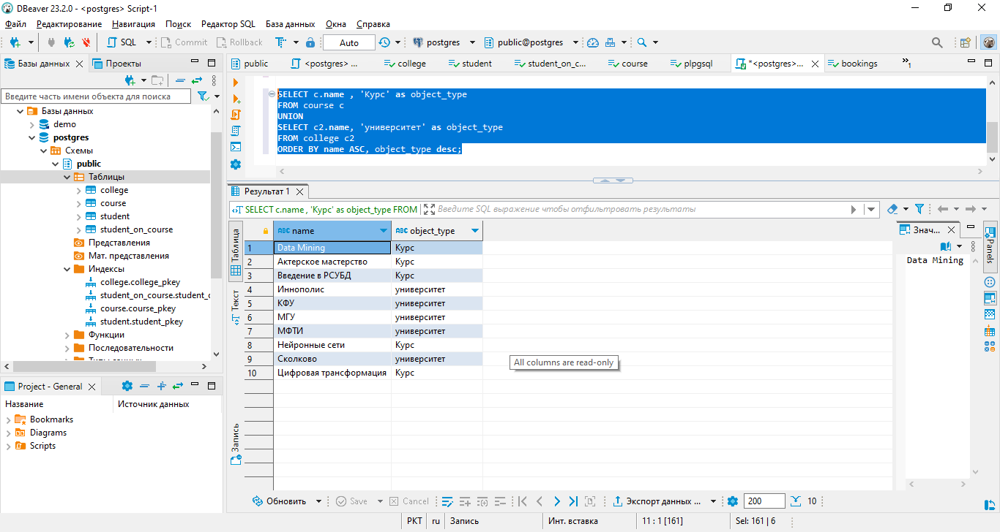 DBeaver 23.2.0 - <postgres> Script-1
Файл Редактирование Навигация Поиск Редактор SQL База данных Окна Справка
SQL Commit Rollback Auto postgres public@postgres
Базы данных Проекты
public <postgres> ... college student student_on_c... course plpgsql *<postgres>... bookings »1
Введите часть имени объекта для поиска
Базы данных
demo
postgres
Схемы
public
Таблицы
college
course
student
student_on_course
Представления
Мат. представления
Индексы
college.college_pkey
student_on_course.student_c
course.course_pkey
student.student_pkey
Функции
Последовательности
Типы данных
SELECT c.name , 'Курс' as object_type
FROM course c
UNION
SELECT c2.name, 'университет' as object_type
FROM college c2
ORDER BY name ASC, object_type desc;
Результат 1
SELECT c.name , 'Курс' as object_type FROM
Введите SQL выражение чтобы отфильтровать результаты
Таблица
Текст
Запись
name object_type
1 Data Mining Курс
2 Актерское мастерство Курс
3 Введение в РСУБД Курс
4 Иннополис университет
5 КФУ университет
6 МГУ университет
7 МФТИ университет
8 Нейронные сети Курс
9 Сколково университет
10 Цифровая трансформация Курс
All columns are read-only
Знач...
Data Mining
Panels
Project - General
Название Источник данных
Bookmarks
Diagrams
Scripts
Обновить Save Cancel Экспорт данных ... 200 10
PKT ru Запись Инт. вставка 11 : 1 [161] Sel: 161 | 6